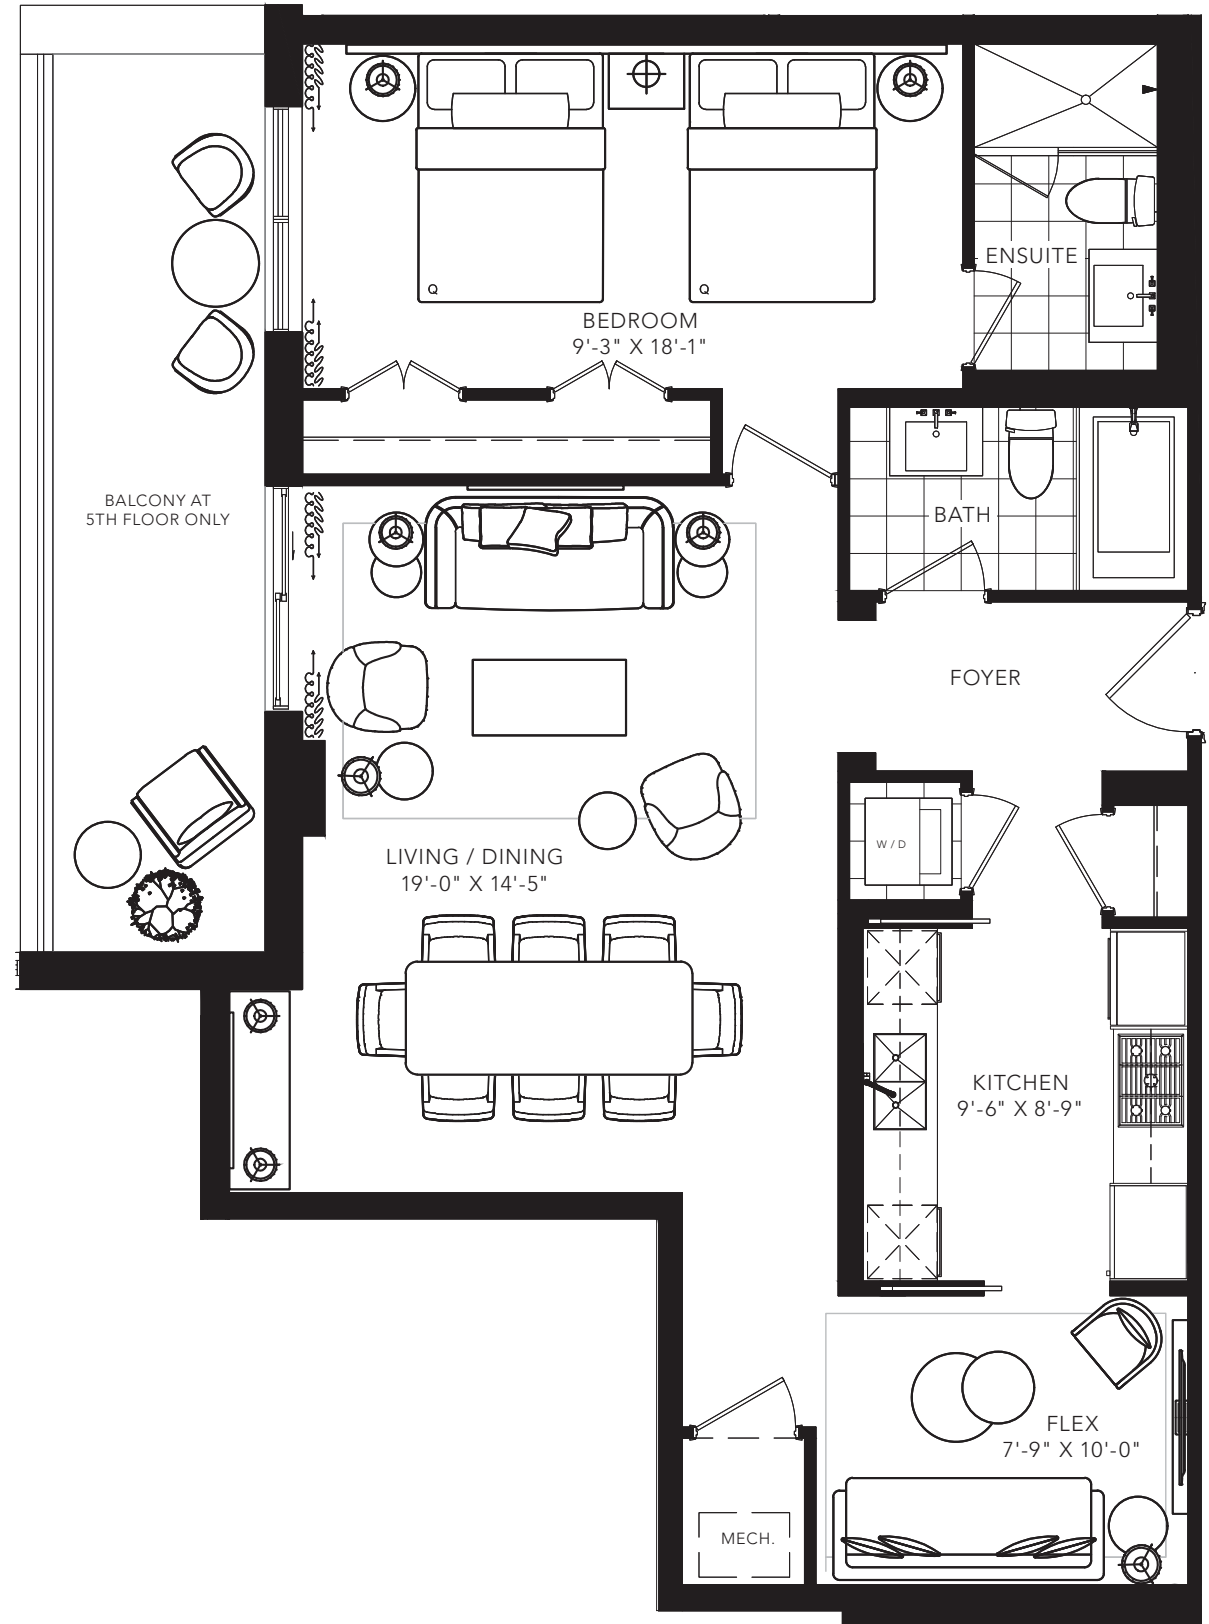 ENSUITE
Q
Q
BEDROOM
9'-3" X 18'-1"
BALCONY AT
5TH FLOOR ONLY
BATH
FOYER
W / D
LIVING / DINING
19'-0" X 14'-5"
KITCHEN
9'-6" X 8'-9"
FLEX
7'-9" X 10'-0"
MECH.